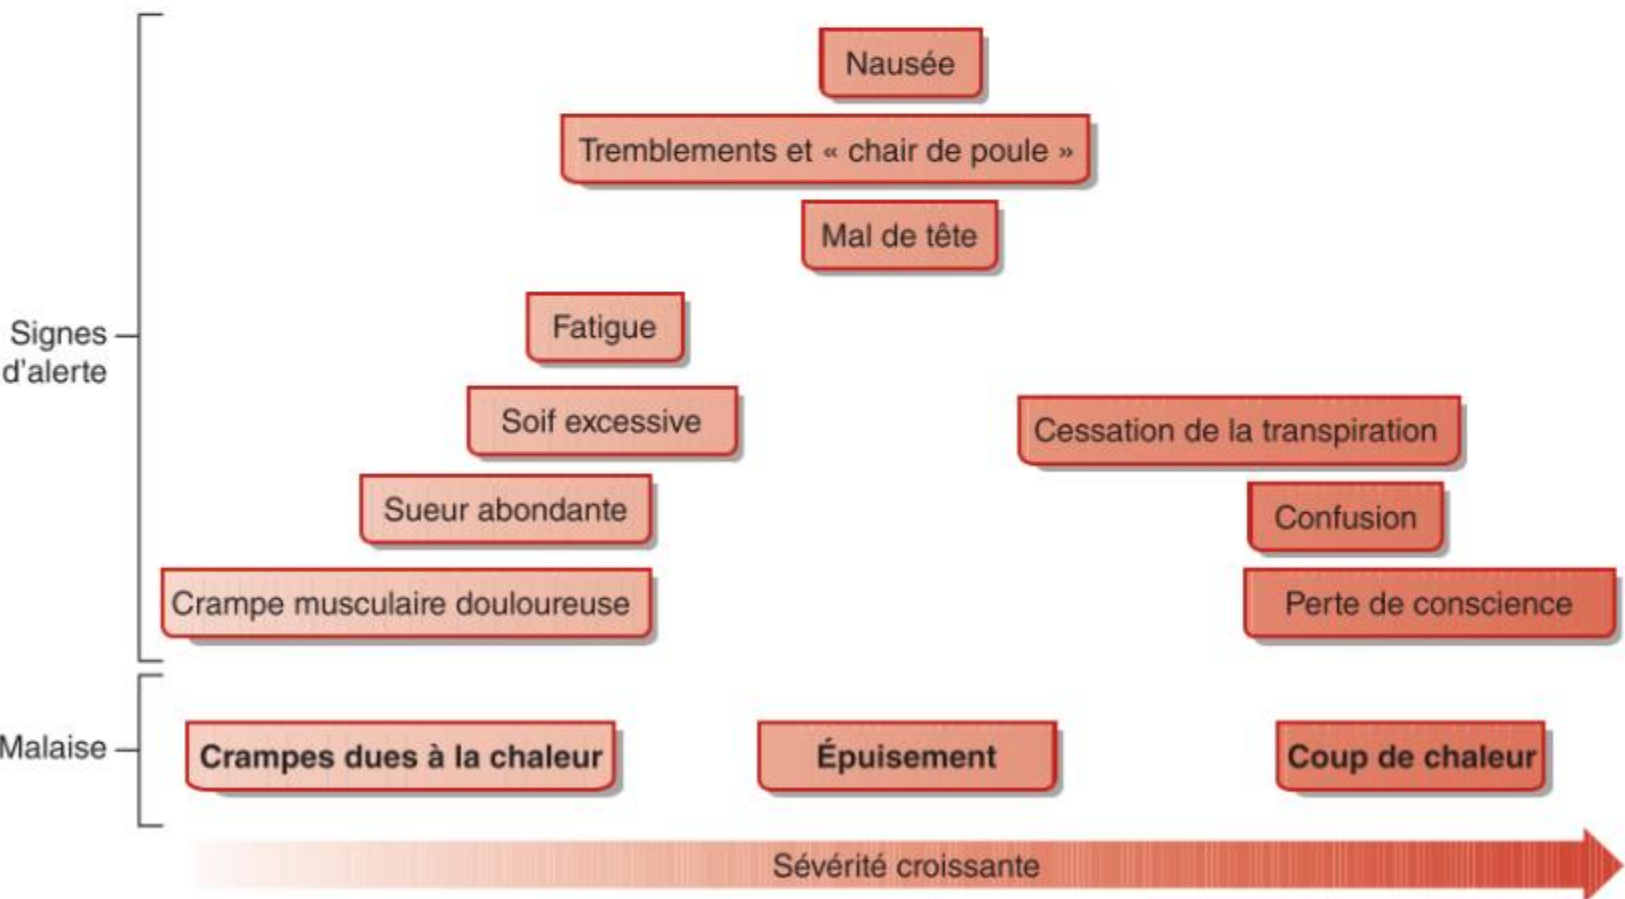 Nausée
Tremblements et « chair de poule »
Mal de tête
Signes
d'alerte
Fatigue
Soif excessive
Cessation de la transpiration
Sueur abondante
Confusion
Crampe musculaire douloureuse
Perte de conscience
Malaise
Crampes dues à la chaleur
Épuisement
Coup de chaleur
Sévérité croissante